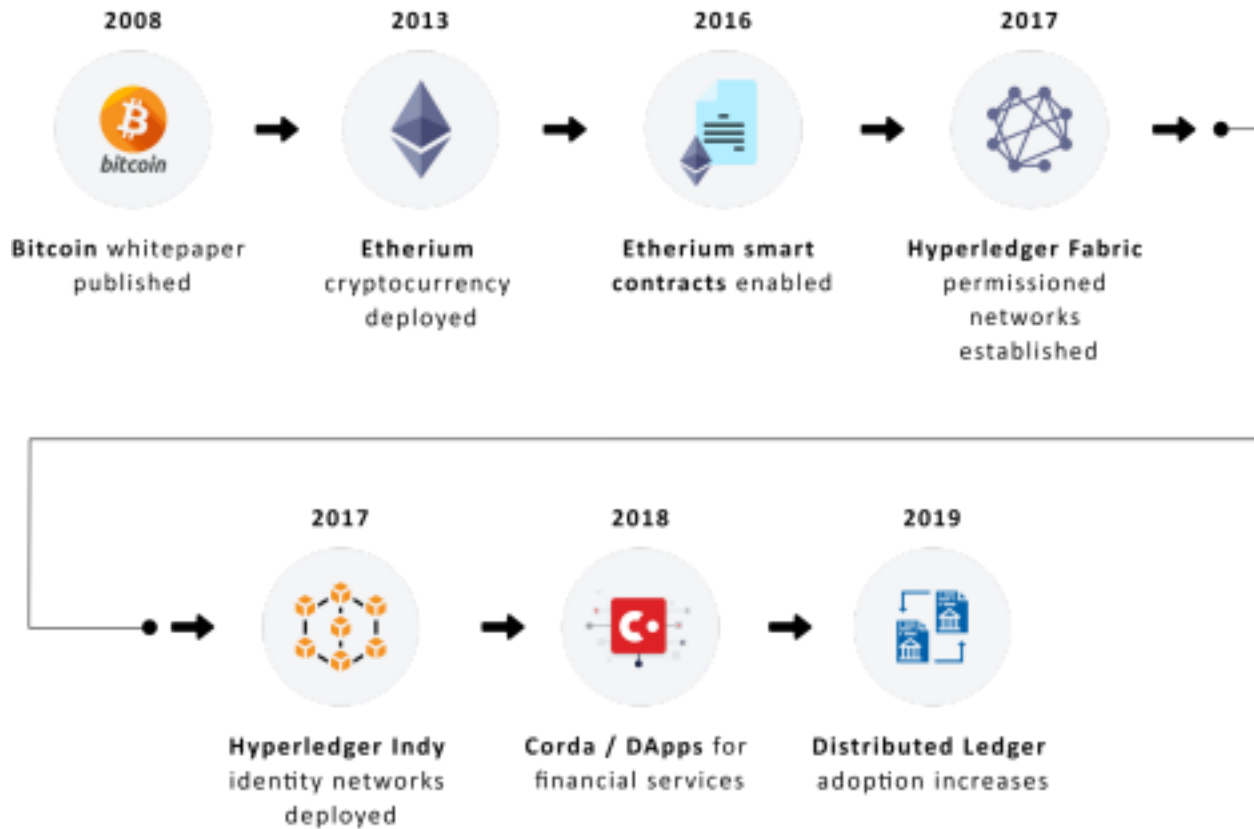 2008
2013
2016
2017
bitcoin
Bitcoin whitepaper
published
Etherium
cryptocurrency
deployed
Etherium smart
contracts enabled
Hyperledger Fabric
permissioned
networks
established
2017
2018
2019
Hyperledger Indy
identity networks
deployed
Corda / DApps for
financial services
Distributed Ledger
adoption increases